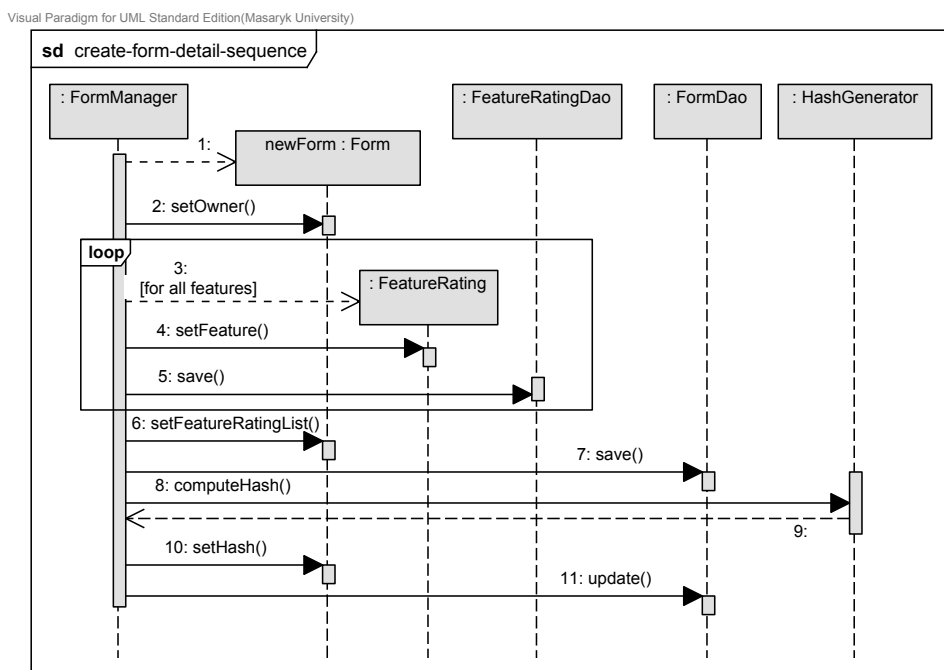 Visual Paradigm for UML Standard Edition(Masaryk University)
sd create-form-detail-sequence
: FormManager
: FeatureRatingDao
: FormDao
: HashGenerator
1:
newForm : Form
2: setOwner()
loop
3:
[for all features]
: FeatureRating
4: setFeature()
5: save()
6: setFeatureRatingList()
7: save()
8: computeHash()
9:
10: setHash()
11: update()